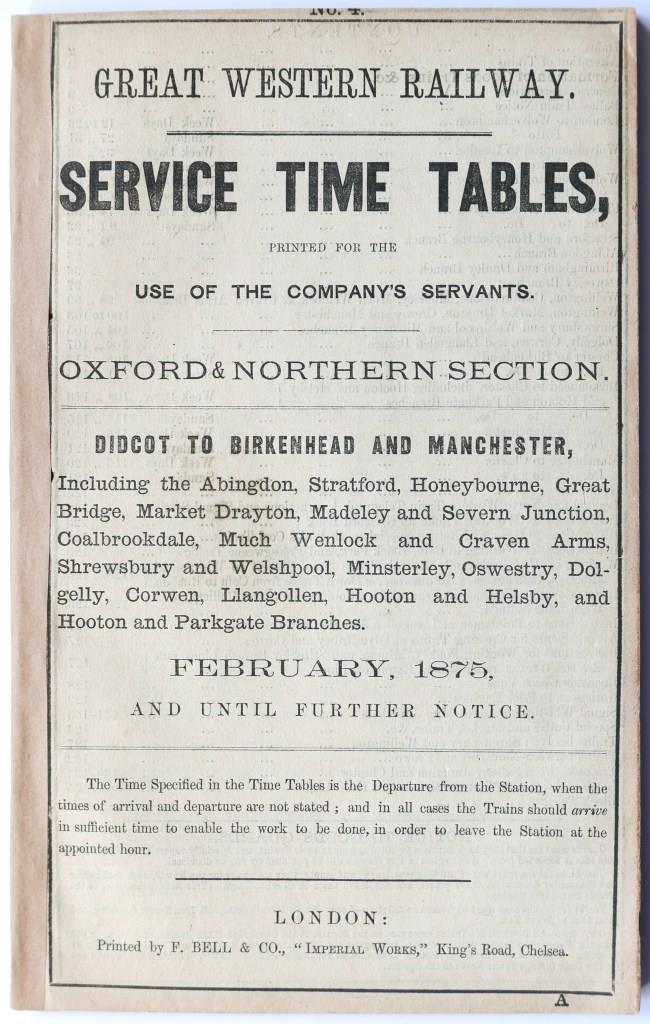 NO. 4.
GREAT WESTERN RAILWAY.
SERVICE TIME TABLES,
PRINTED FOR THE
USE OF THE COMPANY'S SERVANTS.
OXFORD & NORTHERN SECTION.
DIDCOT TO BIRKENHEAD AND MANCHESTER,
Including the Abingdon, Stratford, Honeybourne, Great
Bridge, Market Drayton, Madeley and Severn Junction,
Coalbrookdale, Much Wenlock and Craven Arms,
Shrewsbury and Welshpool, Minsterley, Oswestry, Dol-
gelly, Corwen, Llangollen, Hooton and Helsby, and
Hooton and Parkgate Branches.
FEBRUARY, 1875,
AND UNTIL FURTHER NOTICE.
The Time Specified in the Time Tables is the Departure from the Station, when the
times of arrival and departure are not stated ; and in all cases the Trains should arrive
in sufficient time to enable the work to be done, in order to leave the Station at the
appointed hour.
LONDON:
Printed by F. BELL & CO., "IMPERIAL WORKS," King's Road, Chelsea.
A